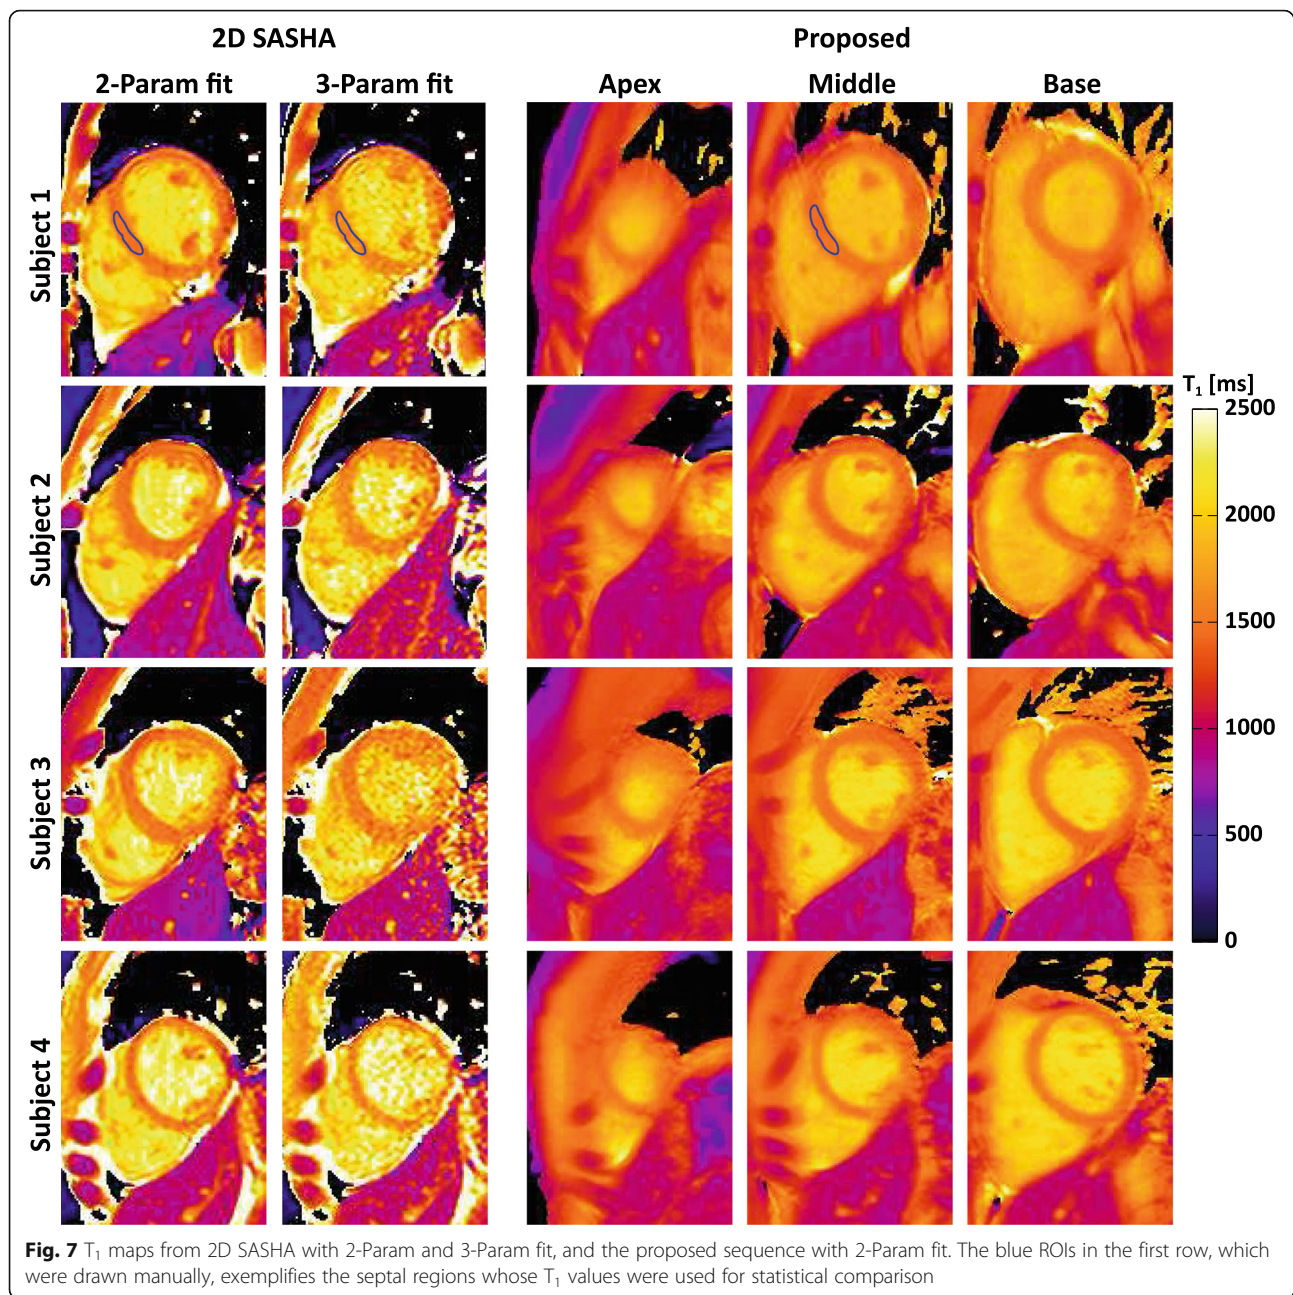 2D SASHA
Proposed
2-Param fit
3-Param fit
Apex
Middle
Base
Subject 1
Subject 2
Subject 3
Subject 4
T₁ [ms]
2500
2000
1500
1000
500
0
Fig. 7 T₁ maps from 2D SASHA with 2-Param and 3-Param fit, and the proposed sequence with 2-Param fit. The blue ROIs in the first row, which
were drawn manually, exemplifies the septal regions whose T₁ values were used for statistical comparison